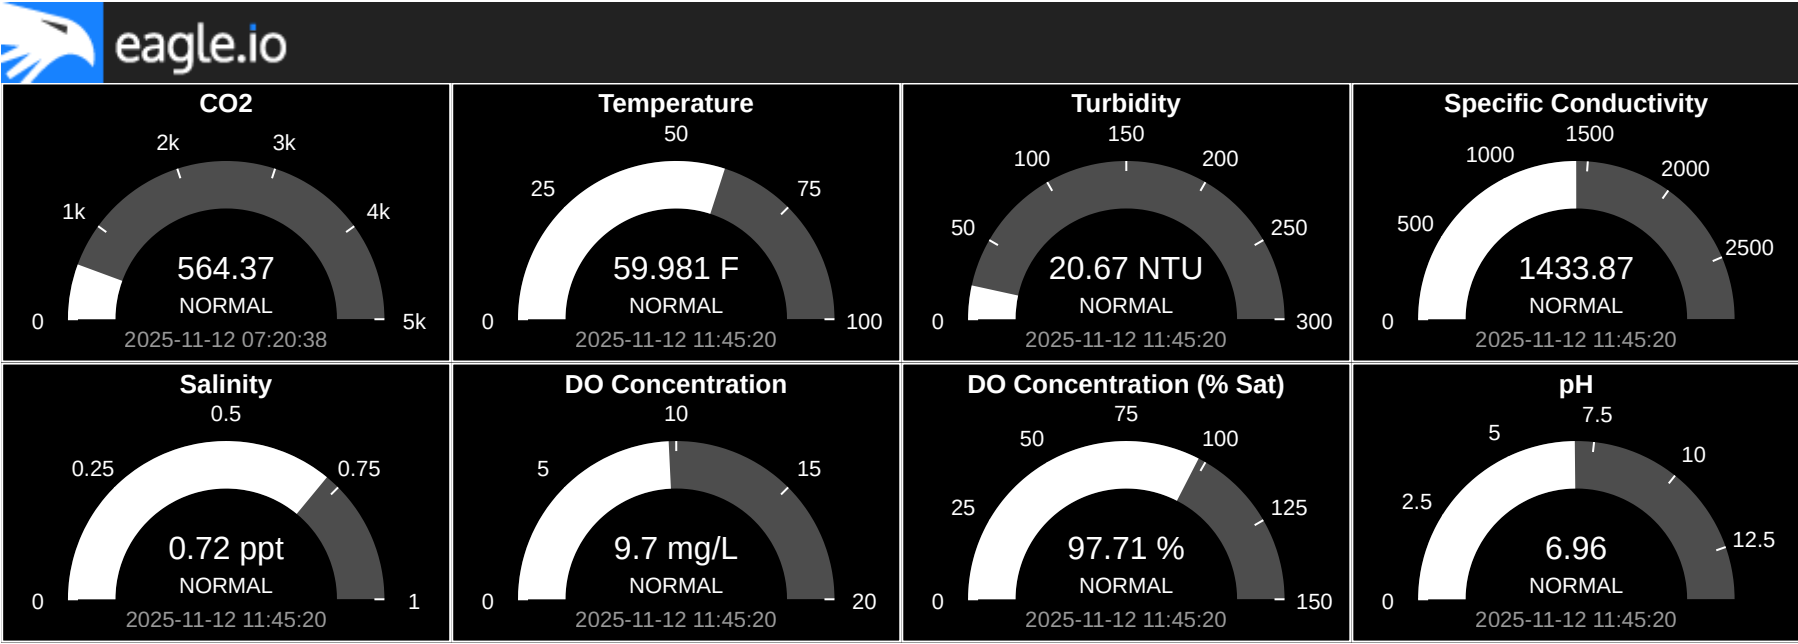 eagle.io
CO2
2k 3k
1k 4k
564.37
NORMAL
0 5k
2025-11-12 07:20:38
Temperature
50
25 75
59.981 F
NORMAL
0 100
2025-11-12 11:45:20
Turbidity
150
100 200
50 250
20.67 NTU
NORMAL
0 300
2025-11-12 11:45:20
Specific Conductivity
1500
1000 2000
500 2500
1433.87
NORMAL
0
2025-11-12 11:45:20
Salinity
0.5
0.25 0.75
0.72 ppt
NORMAL
0 1
2025-11-12 11:45:20
DO Concentration
10
5 15
9.7 mg/L
NORMAL
0 20
2025-11-12 11:45:20
DO Concentration (% Sat)
75
50 100
25 125
97.71 %
NORMAL
0 150
2025-11-12 11:45:20
pH
7.5
5 10
2.5 12.5
6.96
NORMAL
0
2025-11-12 11:45:20